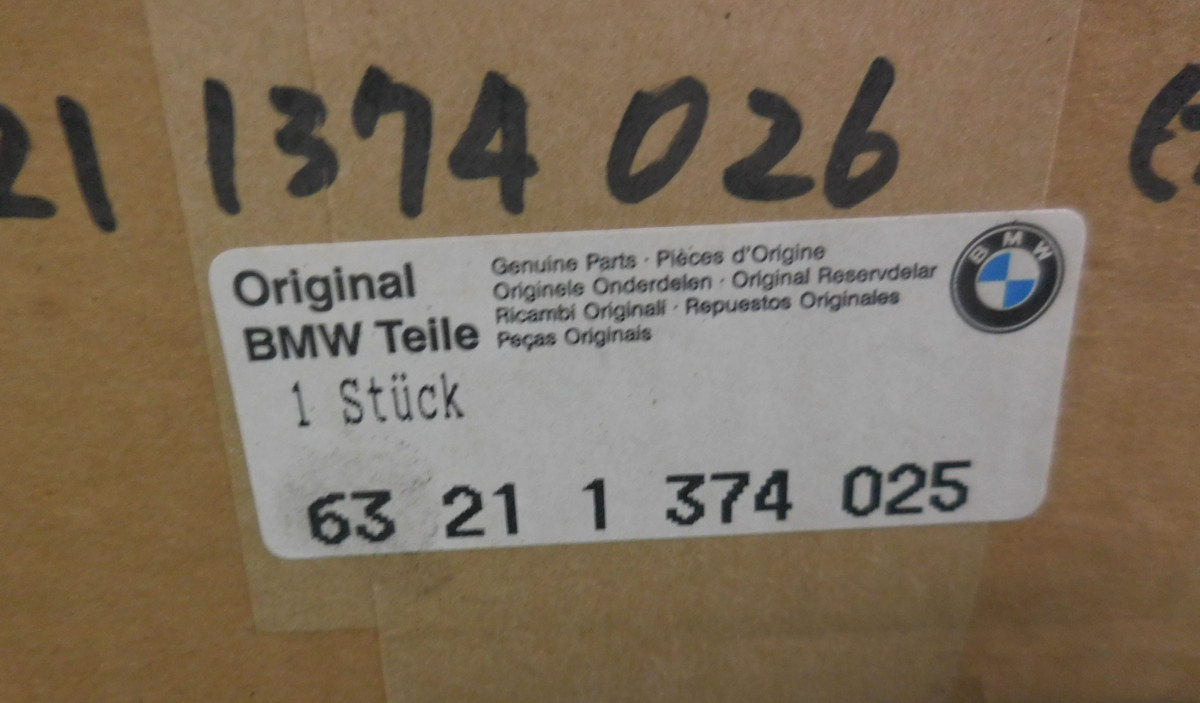 21 1374 026
Original
BMW Teile
Genuine Parts · Pièces d'Origine
Originele Onderdelen · Original Reservdelar
Ricambi Originali · Repuestos Originales
Peças Originais
BMW
1 Stück
63 21 1 374 025